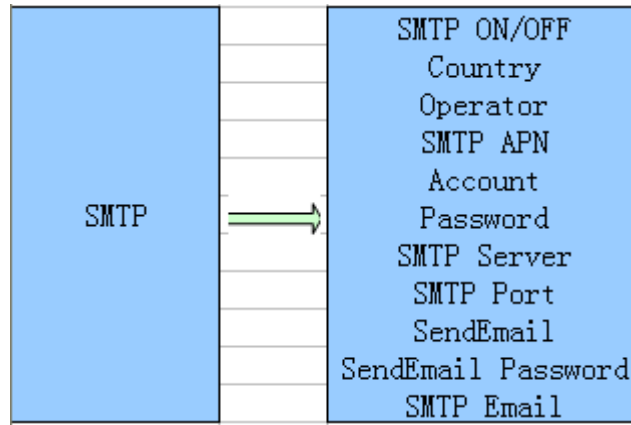 SMTP
SMTP ON/OFF
Country
Operator
SMTP APN
Account
Password
SMTP Server
SMTP Port
SendEmail
SendEmail Password
SMTP Email